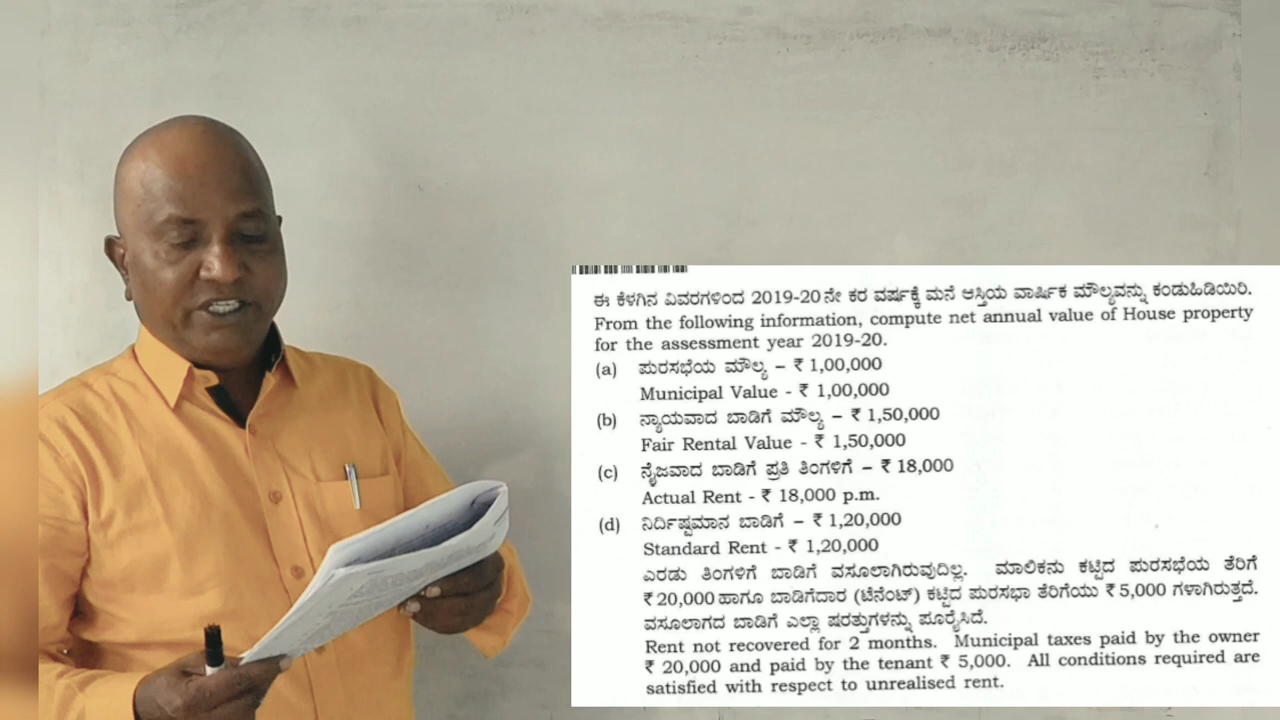 ಈ ಕೆಳಗಿನ ವಿವರಗಳಿಂದ 2019-20ನೇ ಕರ ವರ್ಷಕ್ಕೆ ಮನೆ ಆಸ್ತಿಯ ವಾರ್ಷಿಕ ಮೌಲ್ಯವನ್ನು ಕಂಡುಹಿಡಿಯಿರಿ.
From the following information, compute net annual value of House property
for the assessment year 2019-20.
(a) ಪುರಸಭೆಯ ಮೌಲ್ಯ – ₹ 1,00,000
Municipal Value - ₹ 1,00,000
(b) ನ್ಯಾಯವಾದ ಬಾಡಿಗೆ ಮೌಲ್ಯ – ₹ 1,50,000
Fair Rental Value - ₹ 1,50,000
(c) ನೈಜವಾದ ಬಾಡಿಗೆ ಪ್ರತಿ ತಿಂಗಳಿಗೆ – ₹ 18,000
Actual Rent - ₹ 18,000 p.m.
(d) ನಿರ್ದಿಷ್ಟಮಾನ ಬಾಡಿಗೆ – ₹ 1,20,000
Standard Rent - ₹ 1,20,000
ಎರಡು ತಿಂಗಳಿಗೆ ಬಾಡಿಗೆ ವಸೂಲಾಗಿರುವುದಿಲ್ಲ. ಮಾಲಿಕನು ಕಟ್ಟಿದ ಪುರಸಭೆಯ ತೆರಿಗೆ
₹ 20,000 ಹಾಗೂ ಬಾಡಿಗೆದಾರ (ಟೆನೆಂಟ್) ಕಟ್ಟಿದ ಪುರಸಭಾ ತೆರಿಗೆಯು ₹ 5,000 ಗಳಾಗಿರುತ್ತದೆ.
ವಸೂಲಾಗದ ಬಾಡಿಗೆ ಎಲ್ಲಾ ಷರತ್ತುಗಳನ್ನು ಪೂರೈಸಿದೆ.
Rent not recovered for 2 months. Municipal taxes paid by the owner
₹ 20,000 and paid by the tenant ₹ 5,000. All conditions required are
satisfied with respect to unrealised rent.